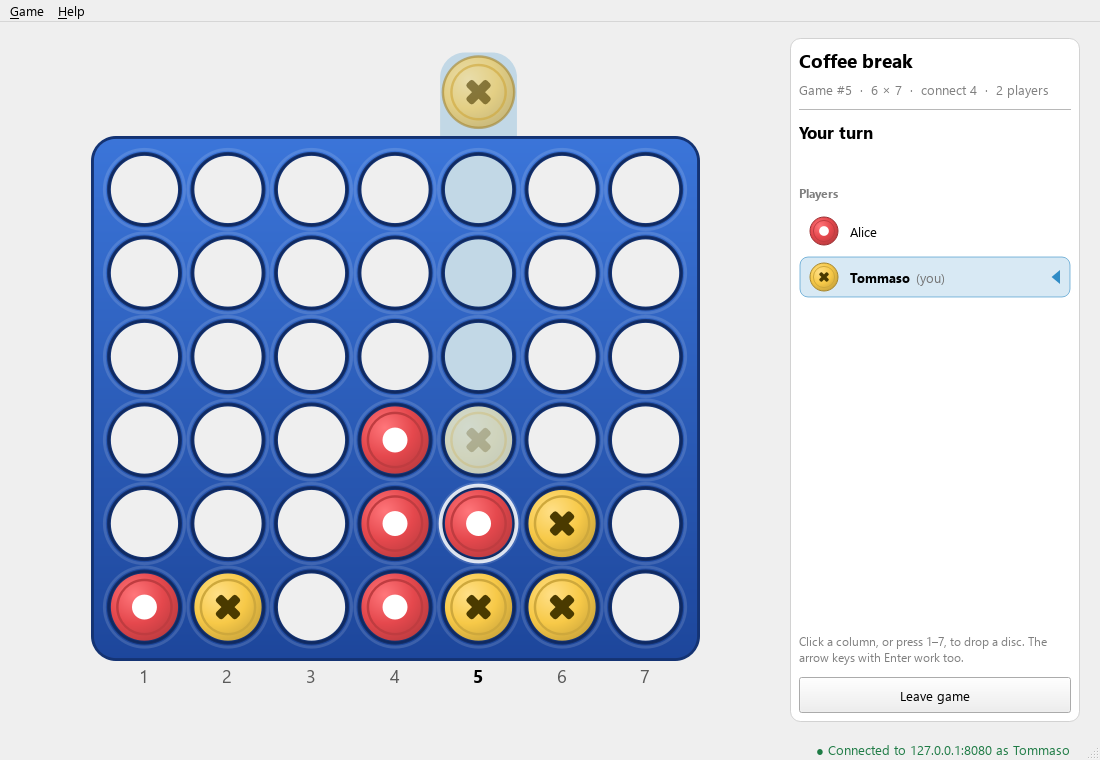 Game Help
Coffee break
Game #5 · 6 × 7 · connect 4 · 2 players
Your turn
Players
Alice
Tommaso (you)
1 2 3 4 5 6 7
Click a column, or press 1–7, to drop a disc. The
arrow keys with Enter work too.
Leave game
● Connected to 127.0.0.1:8080 as Tommaso